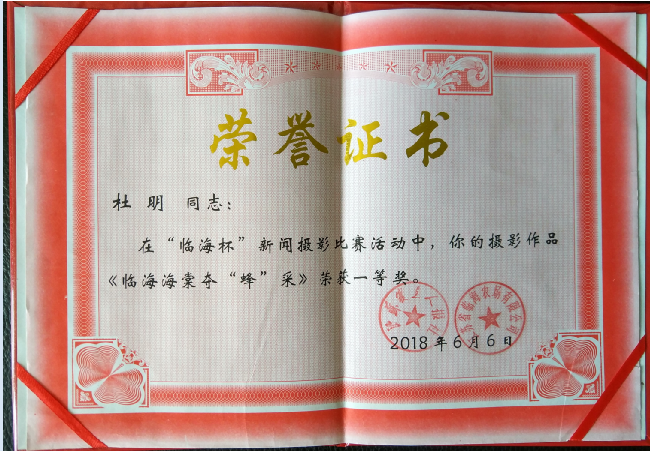 荣誉证书
杜明 同志：
在“临海杯”新闻摄影比赛活动中，你的摄影作品
《临海海棠夺“蜂”采》荣获一等奖。
2018年6月6日